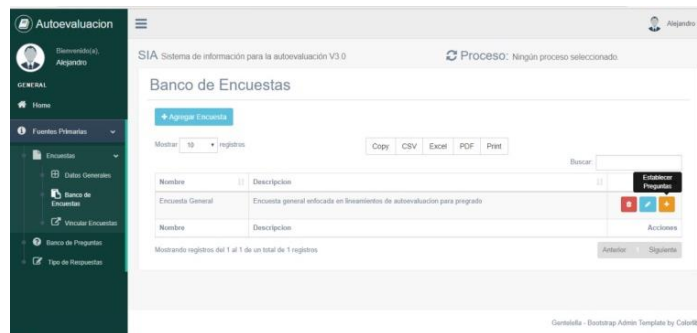 Autoevaluacion
Bienvenido(a),
Alejandro
GENERAL
Home
Fuentes Primarias
Encuestas
Datos Generales
Banco de
Encuestas
Vincular Encuestas
Banco de Preguntas
Tipo de Respuestas
Alejandro
SIA Sistema de información para la autoevaluación V3.0
Proceso: Ningún proceso seleccionado.
Banco de Encuestas
+ Agregar Encuesta
Mostrar 10 registros
Copy CSV Excel PDF Print
Buscar
Establecer
Preguntas
Nombre Descripcion
Encuesta General Encuesta general enfocada en lineamientos de autoevaluacion para pregrado
Nombre Descripcion Acciones
Mostrando registros del 1 al 1 de un total de 1 registros
Anterior 1 Siguiente
Gentelella - Bootstrap Admin Template by Colorlib